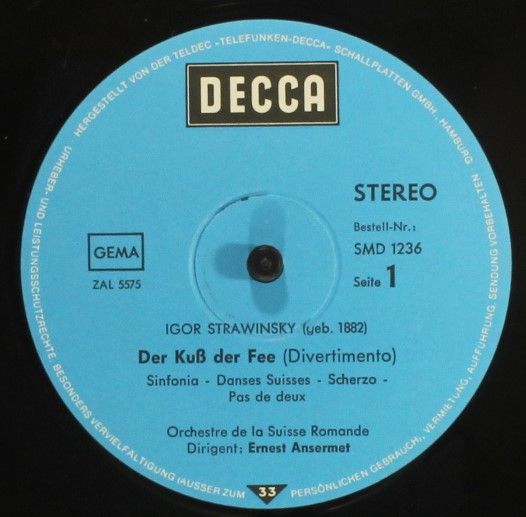 HERGESTELLT VON DER TELDEC »TELEFUNKEN-DECCA« SCHALLPLATTEN GMBH., HAMBURG
DECCA
STEREO
Bestell-Nr.:
SMD 1236
Seite 1
GEMA
ZAL 5575
IGOR STRAWINSKY (geb. 1882)
Der Kuß der Fee (Divertimento)
Sinfonia - Danses Suisses - Scherzo -
Pas de deux
Orchestre de la Suisse Romande
Dirigent: Ernest Ansermet
URHEBER- UND LEISTUNGSSCHUTZRECHTE, BESONDERS VERVIELFÄLTIGUNG (AUSSER ZUM PERSÖNLICHEN GEBRAUCH), VERMIETUNG, AUFFÜHRUNG, SENDUNG VORBEHALTEN
33